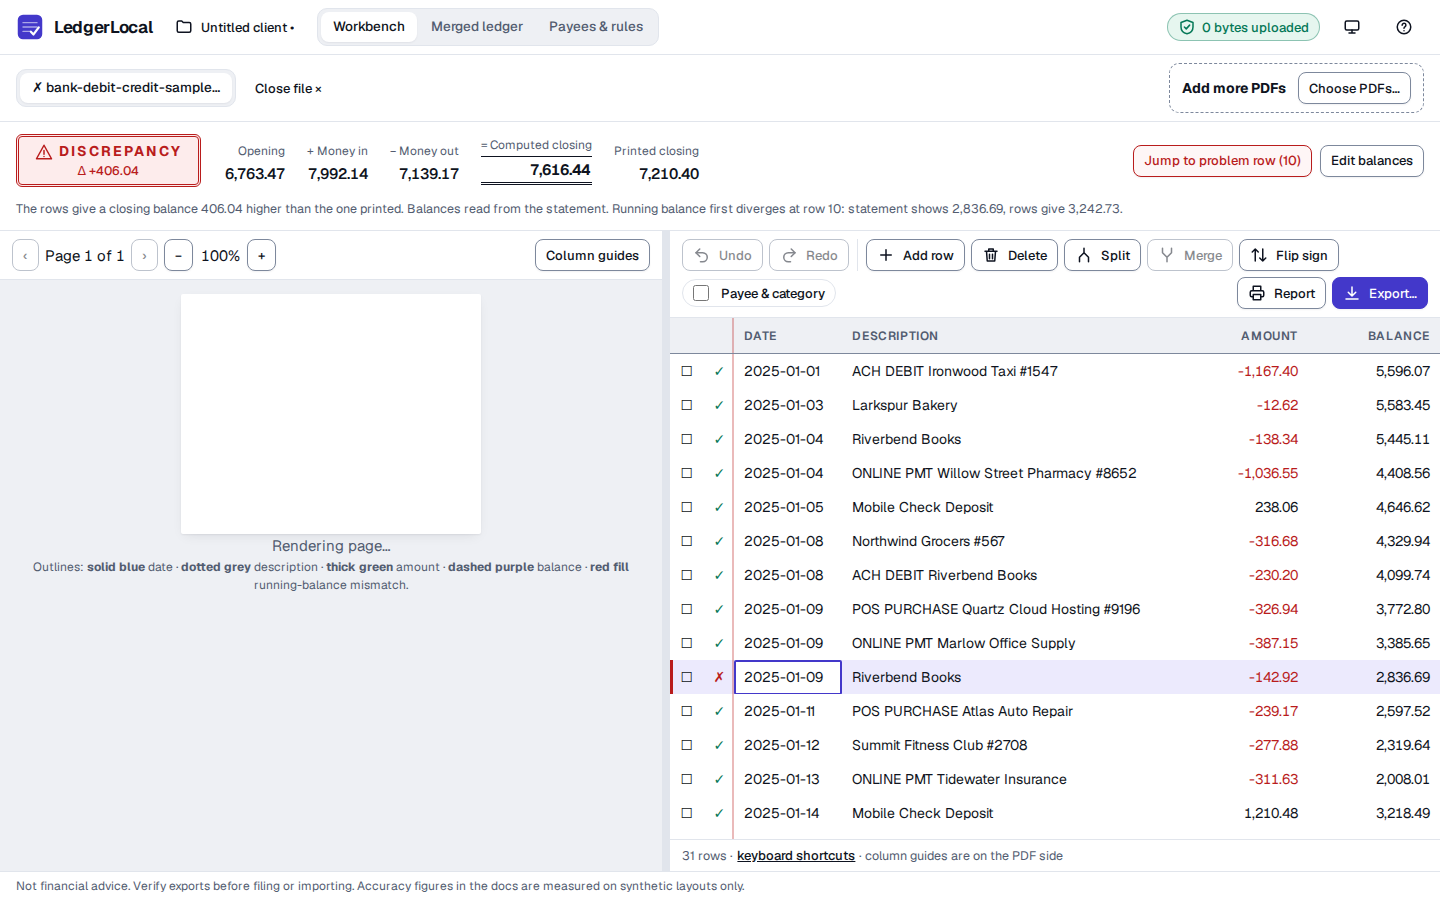 LedgerLocal
Untitled client •
Workbench
Merged ledger
Payees & rules
0 bytes uploaded
✗ bank-debit-credit-sample…
Close file ×
Add more PDFs
Choose PDFs…
DISCREPANCY
Δ +406.04
Opening
6,763.47
+ Money in
7,992.14
− Money out
7,139.17
= Computed closing
7,616.44
Printed closing
7,210.40
Jump to problem row (10)
Edit balances
The rows give a closing balance 406.04 higher than the one printed. Balances read from the statement. Running balance first diverges at row 10: statement shows 2,836.69, rows give 3,242.73.
‹ Page 1 of 1 › − 100% +
Column guides
Undo
Redo
Add row
Delete
Split
Merge
Flip sign
Payee & category
Report
Export…
Rendering page…
Outlines: solid blue date · dotted grey description · thick green amount · dashed purple balance · red fill
running-balance mismatch.
DATE DESCRIPTION AMOUNT BALANCE
☐ ✓ 2025-01-01 ACH DEBIT Ironwood Taxi #1547 -1,167.40 5,596.07
☐ ✓ 2025-01-03 Larkspur Bakery -12.62 5,583.45
☐ ✓ 2025-01-04 Riverbend Books -138.34 5,445.11
☐ ✓ 2025-01-04 ONLINE PMT Willow Street Pharmacy #8652 -1,036.55 4,408.56
☐ ✓ 2025-01-05 Mobile Check Deposit 238.06 4,646.62
☐ ✓ 2025-01-08 Northwind Grocers #567 -316.68 4,329.94
☐ ✓ 2025-01-08 ACH DEBIT Riverbend Books -230.20 4,099.74
☐ ✓ 2025-01-09 POS PURCHASE Quartz Cloud Hosting #9196 -326.94 3,772.80
☐ ✓ 2025-01-09 ONLINE PMT Marlow Office Supply -387.15 3,385.65
☐ ✗ 2025-01-09 Riverbend Books -142.92 2,836.69
☐ ✓ 2025-01-11 POS PURCHASE Atlas Auto Repair -239.17 2,597.52
☐ ✓ 2025-01-12 Summit Fitness Club #2708 -277.88 2,319.64
☐ ✓ 2025-01-13 ONLINE PMT Tidewater Insurance -311.63 2,008.01
☐ ✓ 2025-01-14 Mobile Check Deposit 1,210.48 3,218.49
31 rows · keyboard shortcuts · column guides are on the PDF side
Not financial advice. Verify exports before filing or importing. Accuracy figures in the docs are measured on synthetic layouts only.